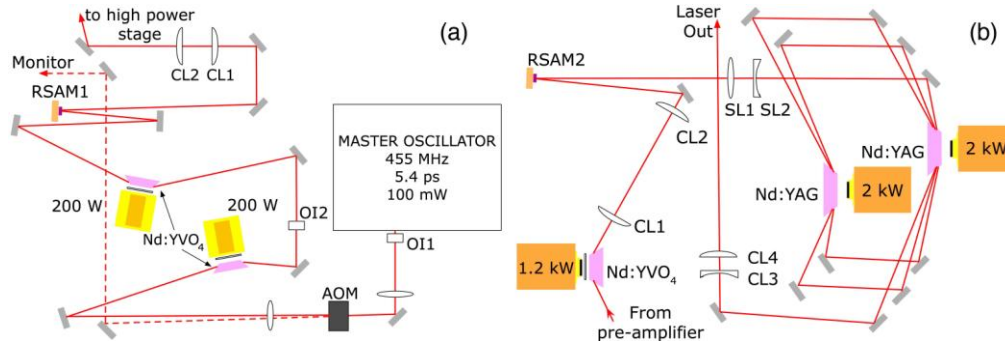 to high power
stage
(a)
CL2 CL1
Monitor
RSAM1
MASTER OSCILLATOR
455 MHz
5.4 ps
100 mW
200 W
200 W
OI2
OI1
Nd:YVO4
AOM
Laser
Out
(b)
RSAM2
SL1 SL2
CL2
Nd:YAG
2 kW
Nd:YAG
2 kW
CL1
CL4
CL3
1.2 kW
Nd:YVO4
From
pre-amplifier